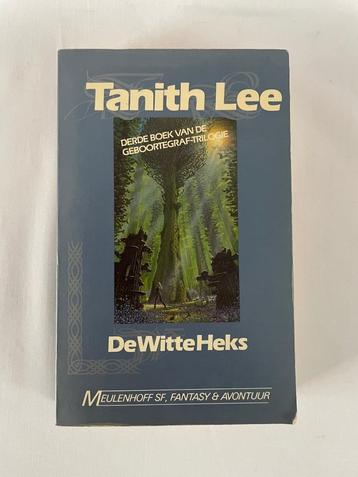 Tanith Lee
DERDE BOEK VAN DE
GEBOORTEGRAF-TRILOGIE
De Witte Heks
MEULENHOFF SF, FANTASY & AVONTUUR